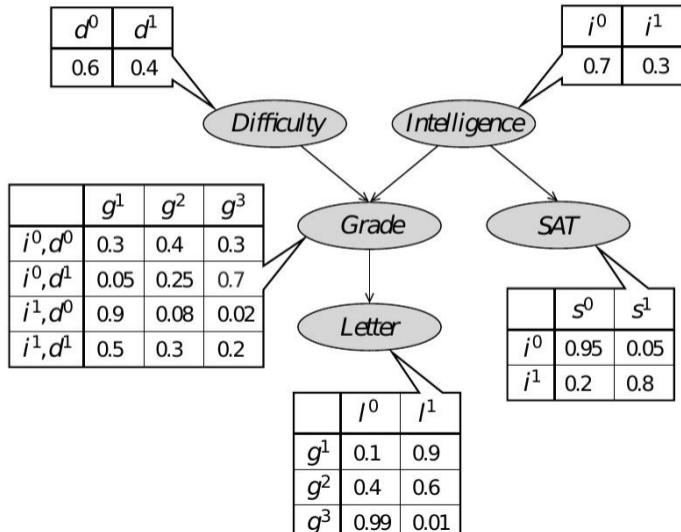 d⁰ d¹
0.6 0.4
i⁰ i¹
0.7 0.3
Difficulty
Intelligence
g¹ g² g³
i⁰,d⁰ 0.3 0.4 0.3
i⁰,d¹ 0.05 0.25 0.7
i¹,d⁰ 0.9 0.08 0.02
i¹,d¹ 0.5 0.3 0.2
Grade
SAT
Letter
s⁰ s¹
i⁰ 0.95 0.05
i¹ 0.2 0.8
l⁰ l¹
g¹ 0.1 0.9
g² 0.4 0.6
g³ 0.99 0.01